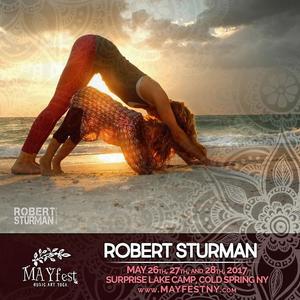 ROBERT
STURMAN
MAYfest
MUSIC ART YOGA
ROBERT STURMAN
MAY 26TH, 27TH, AND 28TH, 2017
SURPRISE LAKE CAMP, COLD SPRING NY
WWW.MAYFESTNY.COM